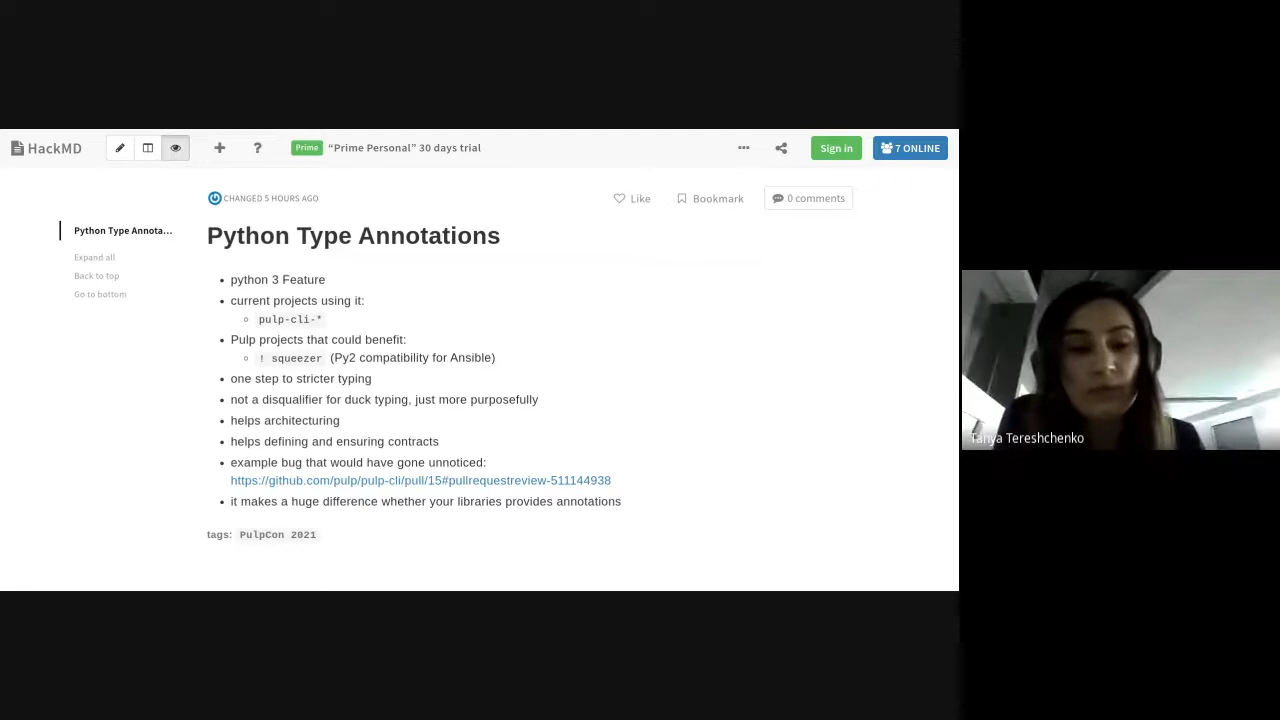 HackMD
Prime "Prime Personal" 30 days trial
Sign in
7 ONLINE
CHANGED 5 HOURS AGO
Like
Bookmark
0 comments
Python Type Annota...
Expand all
Back to top
Go to bottom
Python Type Annotations
python 3 Feature
current projects using it:
pulp-cli-*
Pulp projects that could benefit:
! squeezer (Py2 compatibility for Ansible)
one step to stricter typing
not a disqualifier for duck typing, just more purposefully
helps architecturing
helps defining and ensuring contracts
example bug that would have gone unnoticed:
https://github.com/pulp/pulp-cli/pull/15#pullrequestreview-511144938
it makes a huge difference whether your libraries provides annotations
tags: PulpCon 2021
Tanya Tereshchenko